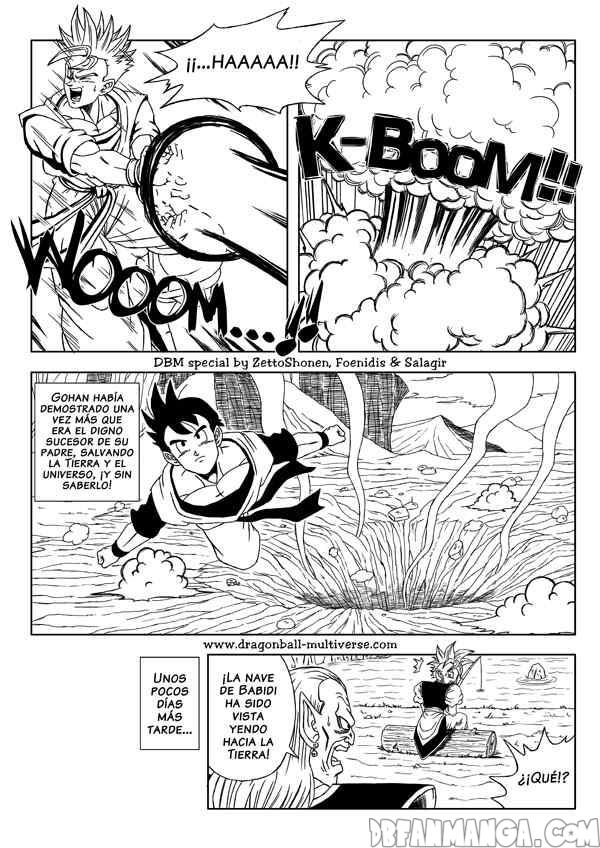 ¡¡...HAAAAA!!
K-BOOM!!
WOOOM...!!
DBM special by ZettoShonen, Foenidis & Salagir
GOHAN HABÍA
DEMOSTRADO UNA
VEZ MÁS QUE
ERA EL DIGNO
SUCESOR DE SU
PADRE, SALVANDO
LA TIERRA Y EL
UNIVERSO, ¡Y SIN
SABERLO!
www.dragonball-multiverse.com
UNOS
POCOS
DÍAS
MÁS
TARDE...
¡LA NAVE
DE BABIDI
HA SIDO
VISTA
YENDO
HACIA LA
TIERRA!
¿¡QUÉ!?
DBFANMANGA.COM